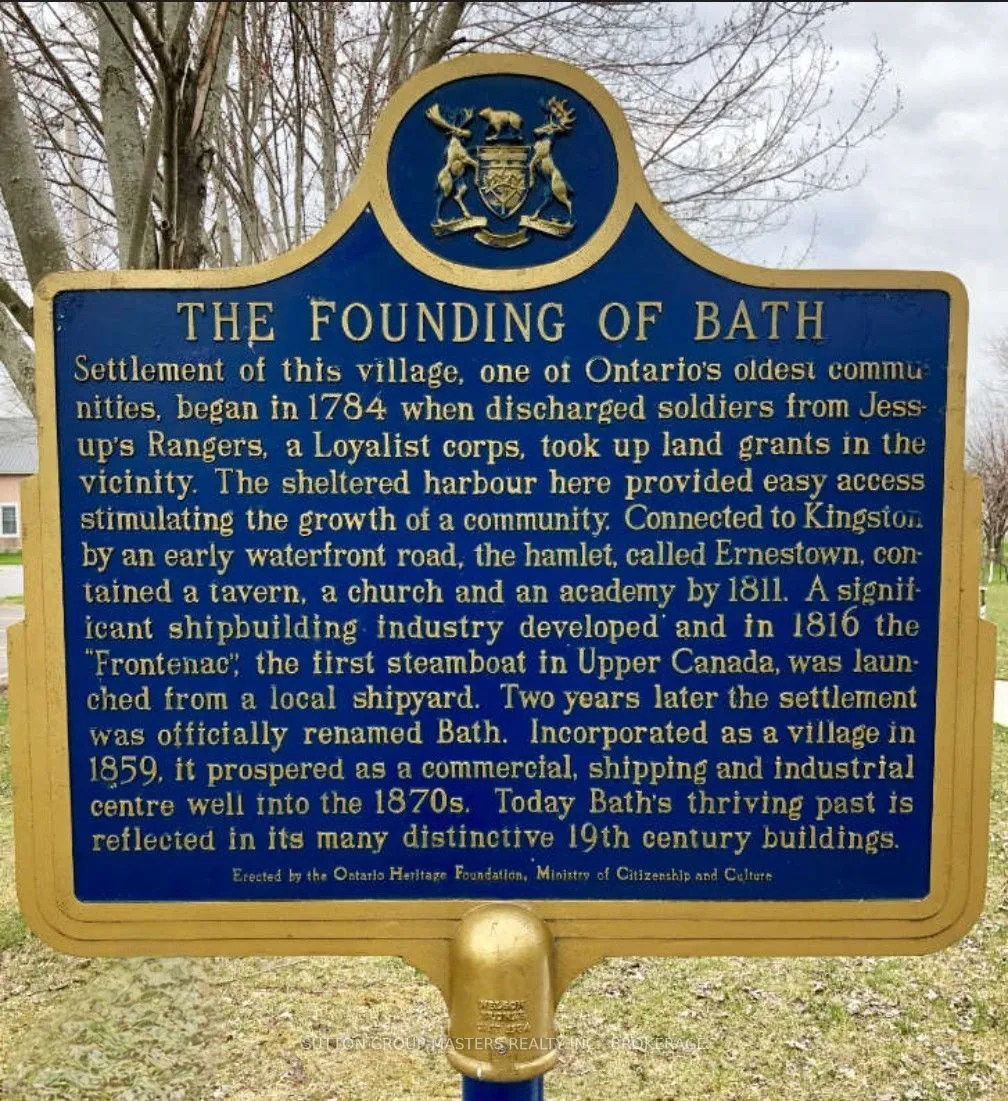 THE FOUNDING OF BATH
Settlement of this village, one of Ontario's oldest commu-
nities, began in 1784 when discharged soldiers from Jess-
up's Rangers, a Loyalist corps, took up land grants in the
vicinity. The sheltered harbour here provided easy access
stimulating the growth of a community. Connected to Kingston
by an early waterfront road, the hamlet, called Ernestown, con-
tained a tavern, a church and an academy by 1811. A signif-
icant shipbuilding industry developed and in 1816 the
"Frontenac", the first steamboat in Upper Canada, was laun-
ched from a local shipyard. Two years later the settlement
was officially renamed Bath. Incorporated as a village in
1859, it prospered as a commercial, shipping and industrial
centre well into the 1870s. Today Bath's thriving past is
reflected in its many distinctive 19th century buildings.
Erected by the Ontario Heritage Foundation, Ministry of Citizenship and Culture
SUTTON GROUP-MASTERS REALTY INC., BROKERAGE